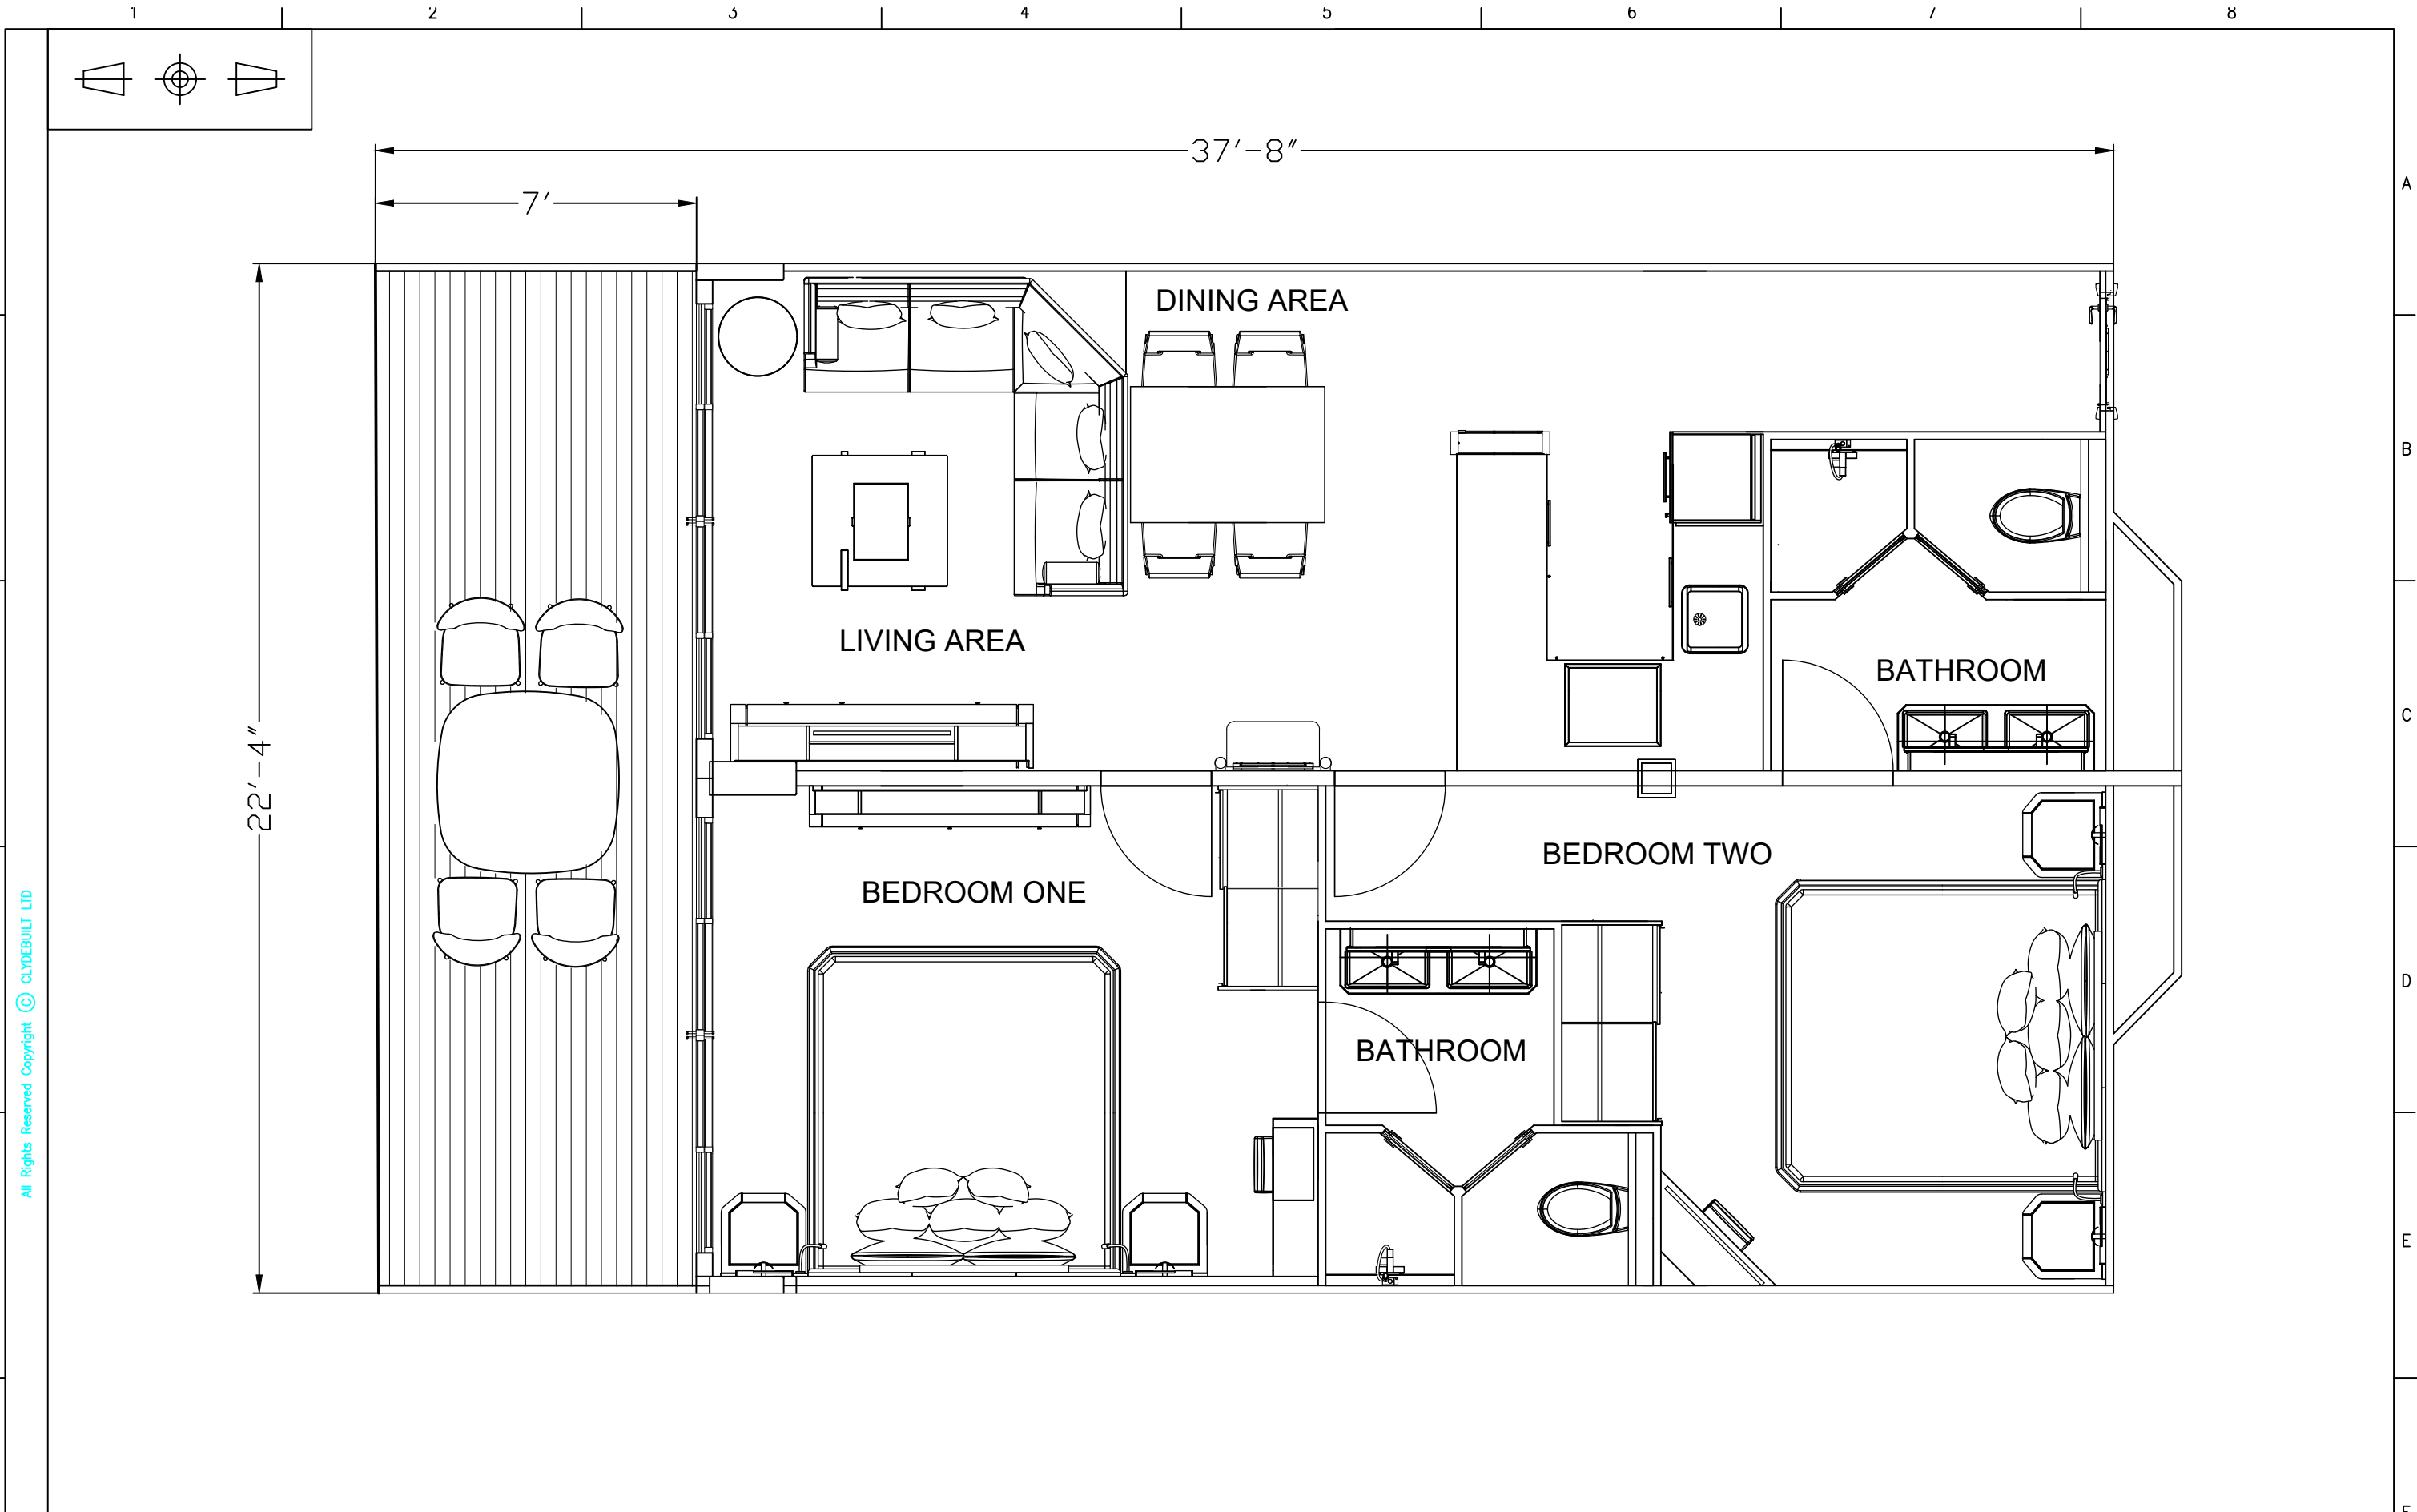 1 2 3 4 5 6 7 8
37'-8"
A
7'
DINING AREA
B
LIVING AREA
BATHROOM
C
22'-4"
BEDROOM TWO
BEDROOM ONE
D
BATHROOM
All Rights Reserved Copyright © CLYDEBUILT LTD
E